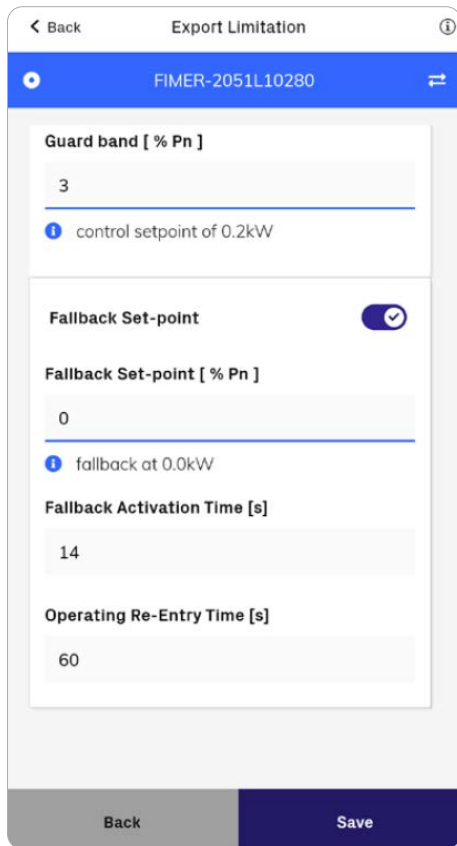 Back Export Limitation
FIMER-2051L10280
Guard band [ % Pn ]
3
control setpoint of 0.2kW
Fallback Set-point
Fallback Set-point [ % Pn ]
0
fallback at 0.0kW
Fallback Activation Time [s]
14
Operating Re-Entry Time [s]
60
Back Save